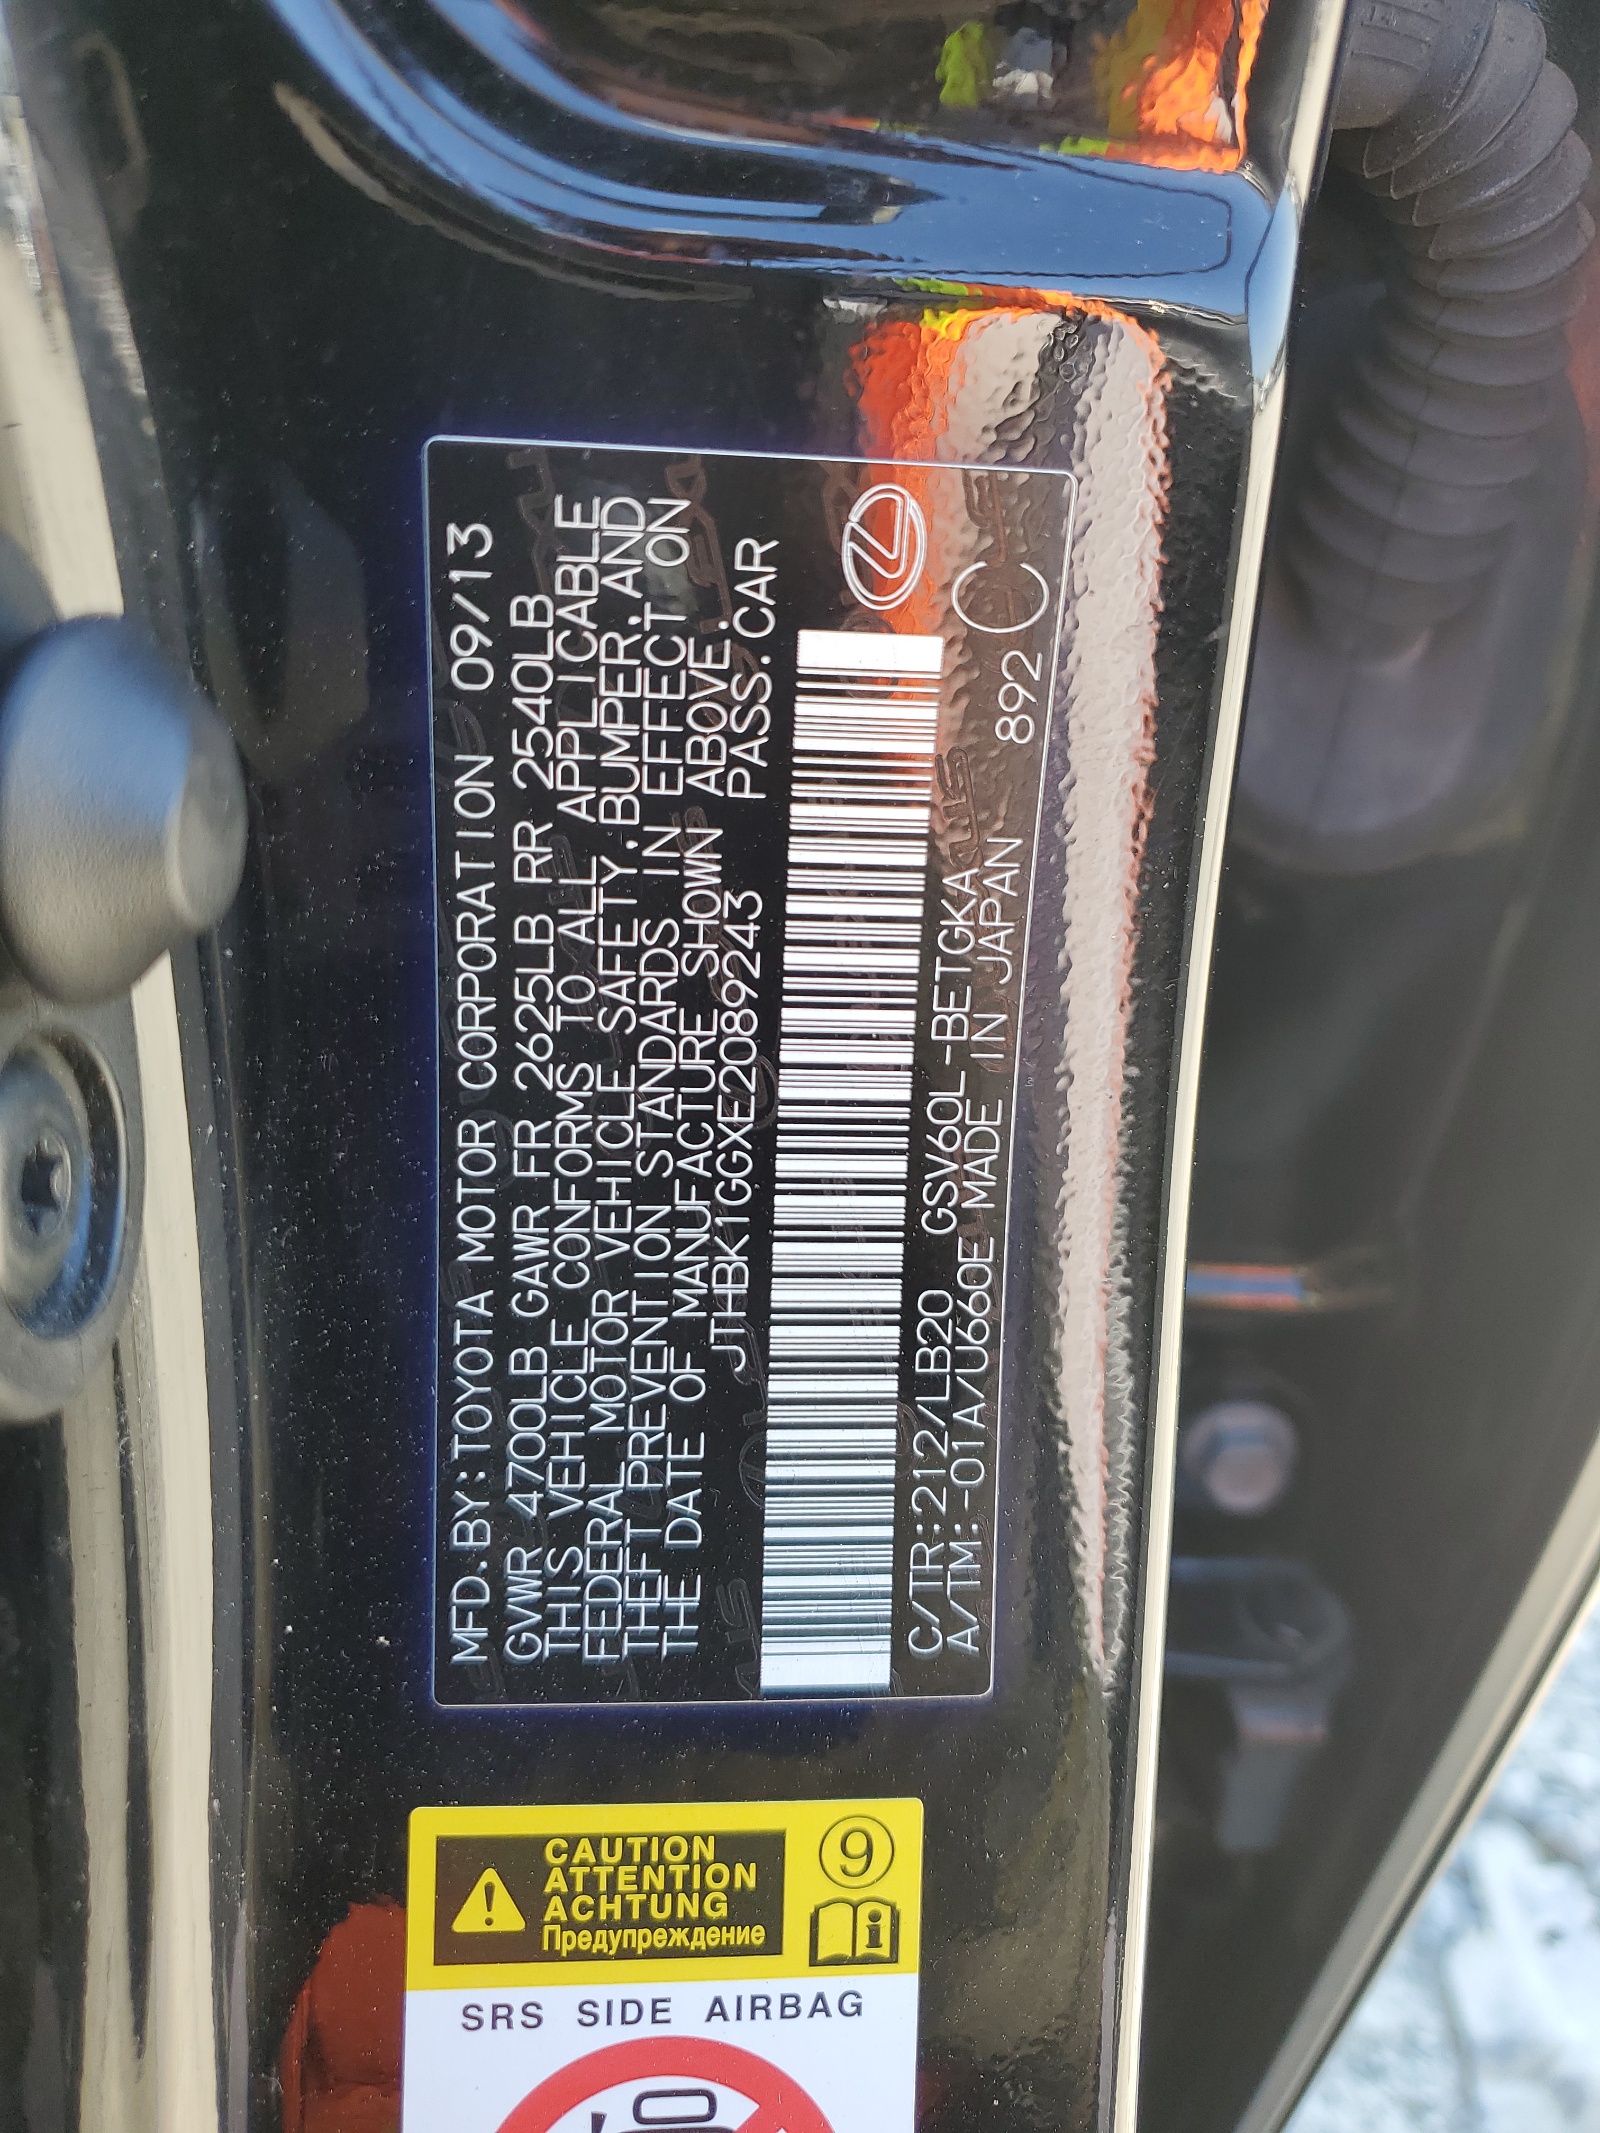 MFD. BY:TOYOTA MOTOR CORPORATION 09/13
GVWR 4700LB GAWR FR 2625LB RR 2540LB
THIS VEHICLE CONFORMS TO ALL APPLICABLE
FEDERAL MOTOR VEHICLE SAFETY, BUMPER, AND
THEFT PREVENTION STANDARDS IN EFFECT ON
THE DATE OF MANUFACTURE SHOWN ABOVE.
JTHBK1GGXE2089243 PASS.CAR
C/TR:212/LB20 GSV60L-BETGKA
A/TM:-01A/U660E MADE IN JAPAN 892
CAUTION
ATTENTION
ACHTUNG
Предупреждение
9
i
SRS SIDE AIRBAG